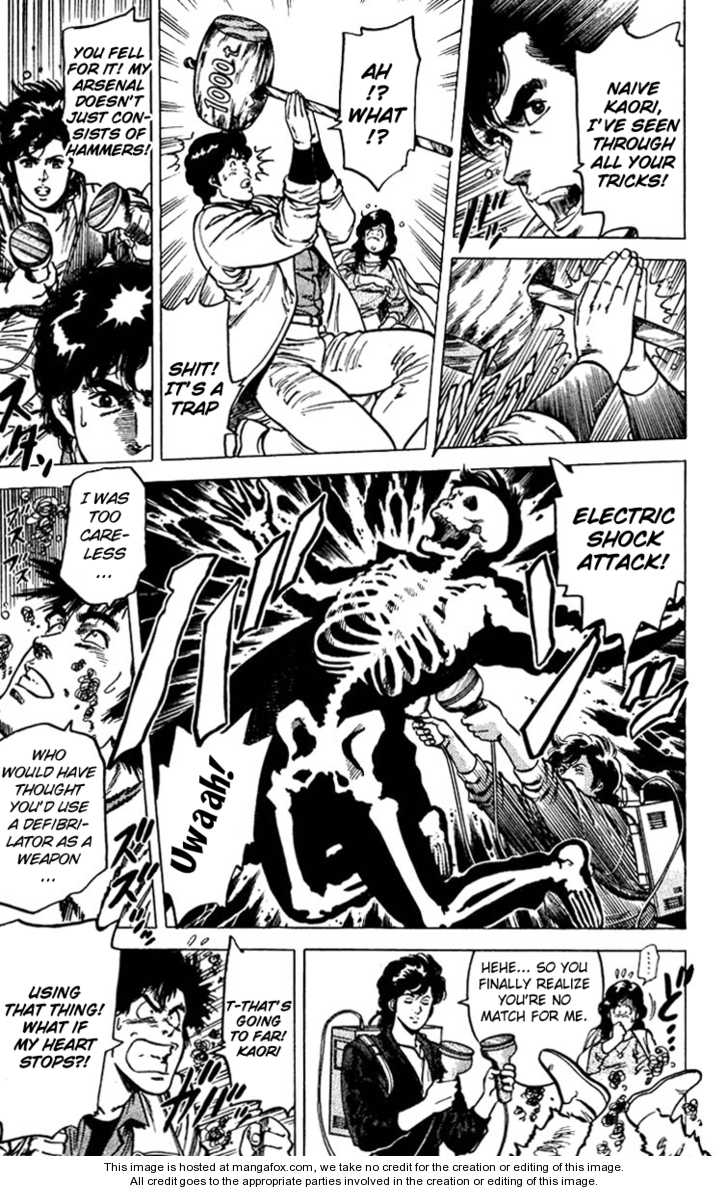 NAIVE
KAORI,
I'VE SEEN
THROUGH
ALL YOUR
TRICKS!
AH
!?
WHAT
!?
1000t
SHIT!
IT'S A
TRAP
YOU FELL
FOR IT! MY
ARSENAL
DOESN'T
JUST CON-
SISTS OF
HAMMERS!
ズ
タン
ELECTRIC
SHOCK
ATTACK!
Uwaah!
I WAS
TOO
CARE-
LESS
...
WHO
WOULD HAVE
THOUGHT
YOU'D USE
A DEFIBRI-
LATOR AS A
WEAPON
...
HEHE... SO YOU
FINALLY REALIZE
YOU'RE NO
MATCH FOR ME.
T-THAT'S
GOING
TO FAR!
KAORI
USING
THAT THING!
WHAT IF
MY HEART
STOPS?!
This image is hosted at mangafox.com, we take no credit for the creation or editing of this image.
All credit goes to the appropriate parties involved in the creation or editing of this image.